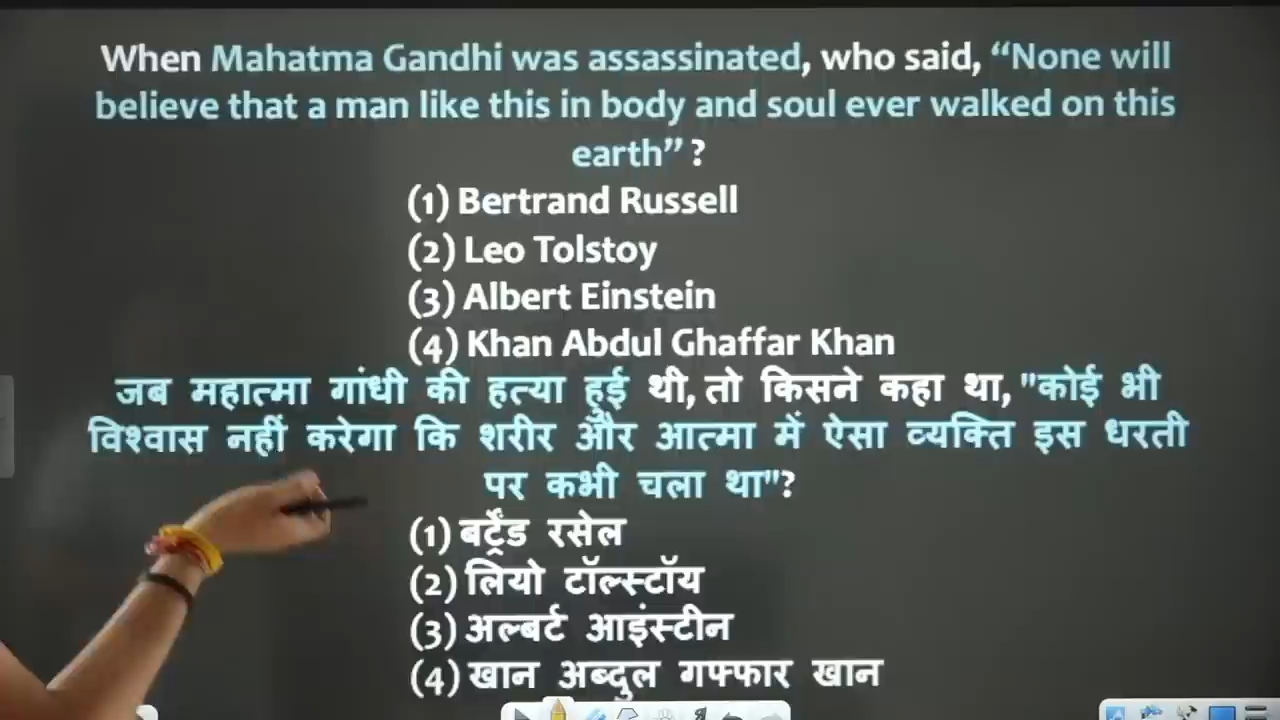 When Mahatma Gandhi was assassinated, who said, “None will
believe that a man like this in body and soul ever walked on this
earth” ?
(1) Bertrand Russell
(2) Leo Tolstoy
(3) Albert Einstein
(4) Khan Abdul Ghaffar Khan
जब महात्मा गांधी की हत्या हुई थी, तो किसने कहा था, "कोई भी
विश्वास नहीं करेगा कि शरीर और आत्मा में ऐसा व्यक्ति इस धरती
पर कभी चला था"?
(1) बर्ट्रेंड रसेल
(2) लियो टॉल्स्टॉय
(3) अल्बर्ट आइंस्टीन
(4) खान अब्दुल गफ्फार खान